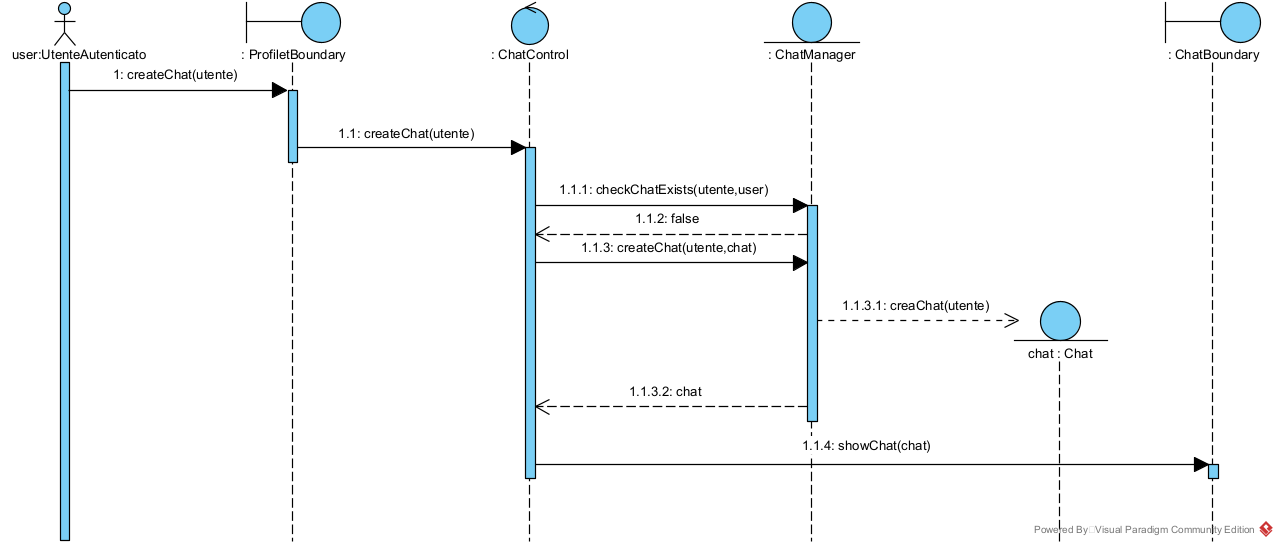 user:UtenteAutenticato
: ProfiletBoundary
: ChatControl
: ChatManager
: ChatBoundary
1: createChat(utente)
1.1: createChat(utente)
1.1.1: checkChatExists(utente,user)
1.1.2: false
1.1.3: createChat(utente,chat)
1.1.3.1: creaChat(utente)
chat : Chat
1.1.3.2: chat
1.1.4: showChat(chat)
Powered By Visual Paradigm Community Edition